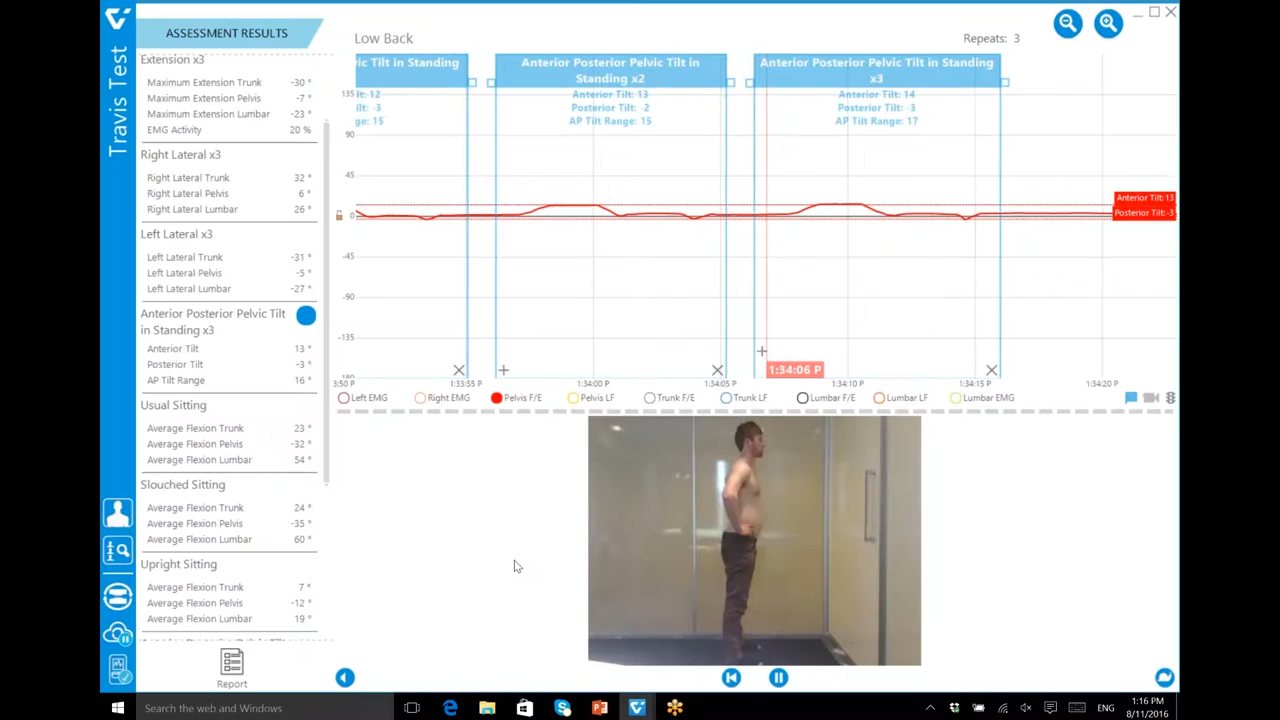 Travis Test
ASSESSMENT RESULTS
Extension x3
Maximum Extension Trunk -30 °
Maximum Extension Pelvis -7 °
Maximum Extension Lumbar -23 °
EMG Activity 20 %
Right Lateral x3
Right Lateral Trunk 32 °
Right Lateral Pelvis 6 °
Right Lateral Lumbar 26 °
Left Lateral x3
Left Lateral Trunk -31 °
Left Lateral Pelvis -5 °
Left Lateral Lumbar -27 °
Anterior Posterior Pelvic Tilt
in Standing x3
Anterior Tilt 13 °
Posterior Tilt -3 °
AP Tilt Range 16 °
Usual Sitting
Average Flexion Trunk 23 °
Average Flexion Pelvis -32 °
Average Flexion Lumbar 54 °
Slouched Sitting
Average Flexion Trunk 24 °
Average Flexion Pelvis -35 °
Average Flexion Lumbar 60 °
Upright Sitting
Average Flexion Trunk 7 °
Average Flexion Pelvis -12 °
Average Flexion Lumbar 19 °
Report
Low Back
Repeats: 3
vic Tilt in Standing
lt: 12
ilt: -3
ge: 15
Anterior Posterior Pelvic Tilt in
Standing x2
Anterior Tilt: 13
Posterior Tilt: -2
AP Tilt Range: 15
Anterior Posterior Pelvic Tilt in Standing
x3
Anterior Tilt: 14
Posterior Tilt: -3
AP Tilt Range: 17
135
90
45
0
-45
-90
-135
-180
Anterior Tilt: 13
Posterior Tilt: -3
1:34:06 P
3:50 P 1:33:55 P 1:34:00 P 1:34:05 P 1:34:10 P 1:34:15 P 1:34:20 P
Left EMG Right EMG Pelvis F/E Pelvis LF Trunk F/E Trunk LF Lumbar F/E Lumbar LF Lumbar EMG
Search the web and Windows
ENG
1:16 PM
8/11/2016